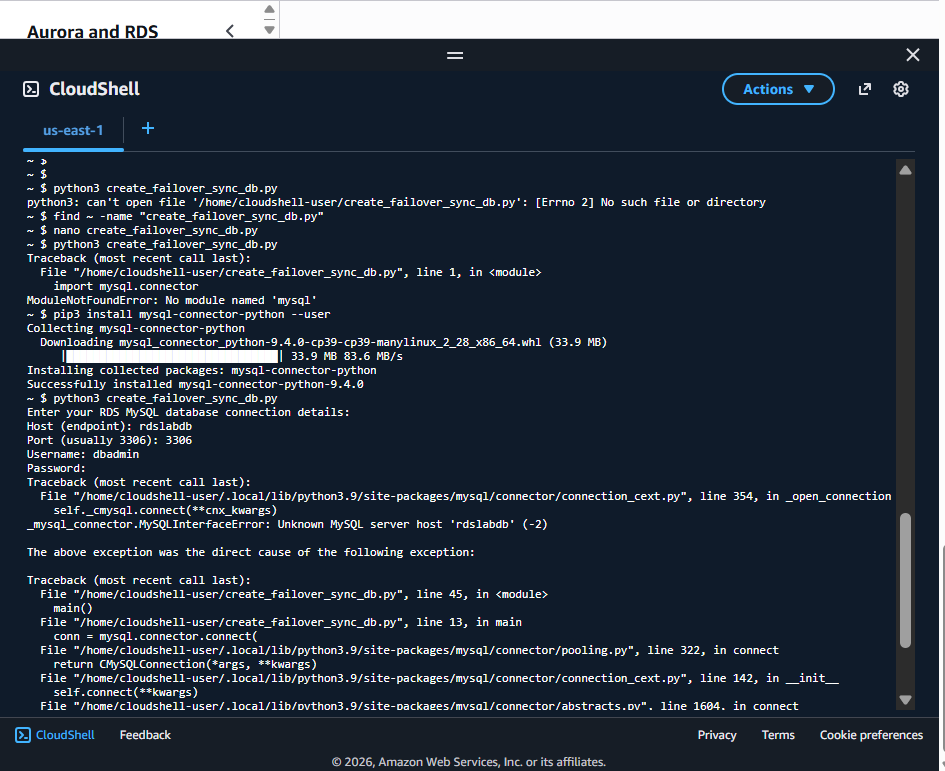 Aurora and RDS
CloudShell
Actions
us-east-1
+
~ $
~ $
~ $ python3 create_failover_sync_db.py
python3: can't open file '/home/cloudshell-user/create_failover_sync_db.py': [Errno 2] No such file or directory
~ $ find ~ -name "create_failover_sync_db.py"
~ $ nano create_failover_sync_db.py
~ $ python3 create_failover_sync_db.py
Traceback (most recent call last):
  File "/home/cloudshell-user/create_failover_sync_db.py", line 1, in <module>
    import mysql.connector
ModuleNotFoundError: No module named 'mysql'
~ $ pip3 install mysql-connector-python --user
Collecting mysql-connector-python
  Downloading mysql_connector_python-9.4.0-cp39-cp39-manylinux_2_28_x86_64.whl (33.9 MB)
     |████████████████████████████████| 33.9 MB 83.6 MB/s
Installing collected packages: mysql-connector-python
Successfully installed mysql-connector-python-9.4.0
~ $ python3 create_failover_sync_db.py
Enter your RDS MySQL database connection details:
Host (endpoint): rdslabdb
Port (usually 3306): 3306
Username: dbadmin
Password:
Traceback (most recent call last):
  File "/home/cloudshell-user/.local/lib/python3.9/site-packages/mysql/connector/connection_cext.py", line 354, in _open_connection
    self._cmysql.connect(**cnx_kwargs)
_mysql_connector.MySQLInterfaceError: Unknown MySQL server host 'rdslabdb' (-2)

The above exception was the direct cause of the following exception:

Traceback (most recent call last):
  File "/home/cloudshell-user/create_failover_sync_db.py", line 45, in <module>
    main()
  File "/home/cloudshell-user/create_failover_sync_db.py", line 13, in main
    conn = mysql.connector.connect(
  File "/home/cloudshell-user/.local/lib/python3.9/site-packages/mysql/connector/pooling.py", line 322, in connect
    return CMySQLConnection(*args, **kwargs)
  File "/home/cloudshell-user/.local/lib/python3.9/site-packages/mysql/connector/connection_cext.py", line 142, in __init__
    self.connect(**kwargs)
  File "/home/cloudshell-user/.local/lib/python3.9/site-packages/mysql/connector/abstracts.py", line 1604, in connect
CloudShell Feedback Privacy Terms Cookie preferences
© 2026, Amazon Web Services, Inc. or its affiliates.